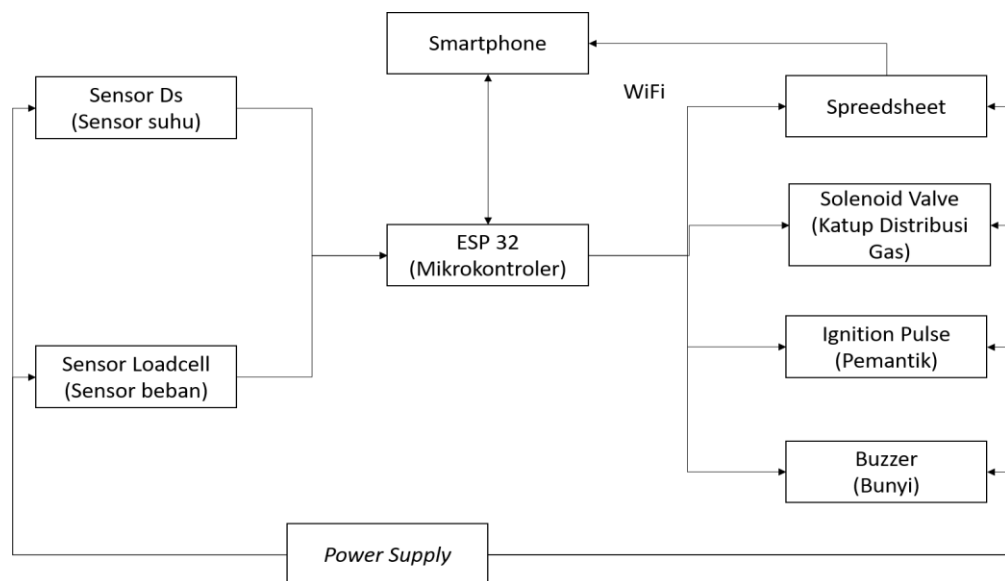 Smartphone
WiFi
Sensor Ds
(Sensor suhu)
Spreedsheet
Solenoid Valve
(Katup Distribusi
Gas)
ESP 32
(Mikrokontroler)
Ignition Pulse
(Pemantik)
Sensor Loadcell
(Sensor beban)
Buzzer
(Bunyi)
Power Supply